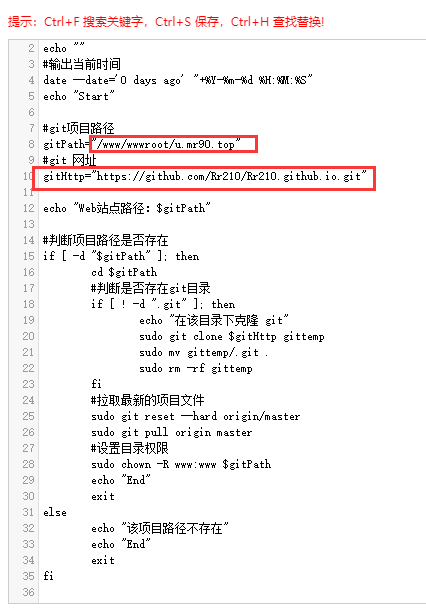 提示：Ctrl+F 搜索关键字，Ctrl+S 保存，Ctrl+H 查找替换!
2 echo ""
3 #输出当前时间
4 date --date='0 days ago' "+%Y-%m-%d %H:%M:%S"
5 echo "Start"
6
7 #git项目路径
8 gitPath="/www/wwwroot/u.mr90.top"
9 #git 网址
10 gitHttp="https://github.com/Rr210/Rr210.github.io.git"
11
12 echo "Web站点路径：$gitPath"
13
14 #判断项目路径是否存在
15 if [ -d "$gitPath" ]; then
16 cd $gitPath
17 #判断是否存在git目录
18 if [ ! -d ".git" ]; then
19 echo "在该目录下克隆 git"
20 sudo git clone $gitHttp gittemp
21 sudo mv gittemp/.git .
22 sudo rm -rf gittemp
23 fi
24 #拉取最新的项目文件
25 sudo git reset --hard origin/master
26 sudo git pull origin master
27 #设置目录权限
28 sudo chown -R www:www $gitPath
29 echo "End"
30 exit
31 else
32 echo "该项目路径不存在"
33 echo "End"
34 exit
35 fi
36